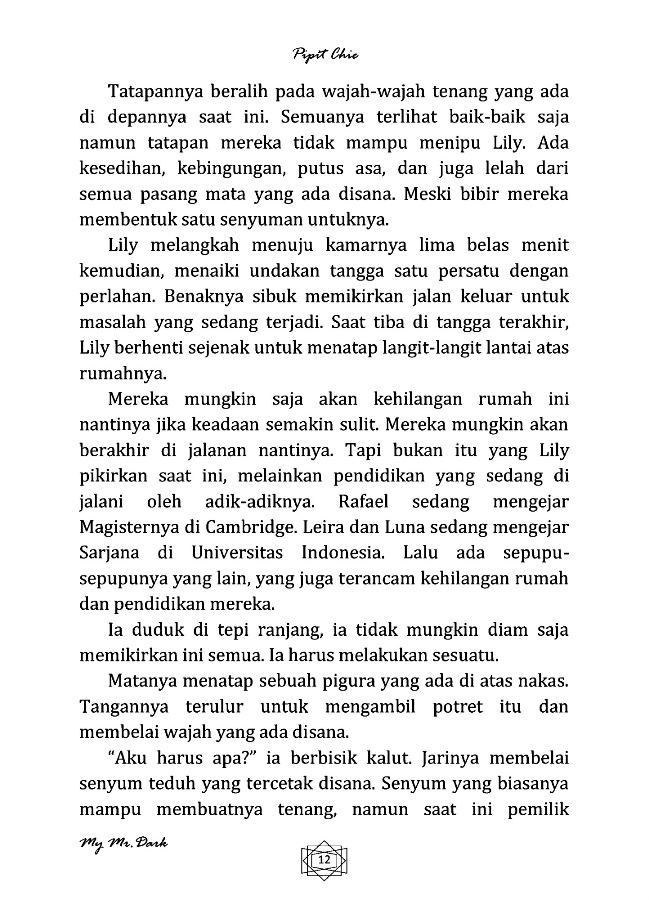 Pipit Chie
Tatapannya beralih pada wajah-wajah tenang yang ada
di depannya saat ini. Semuanya terlihat baik-baik saja
namun tatapan mereka tidak mampu menipu Lily. Ada
kesedihan, kebingungan, putus asa, dan juga lelah dari
semua pasang mata yang ada disana. Meski bibir mereka
membentuk satu senyuman untuknya.
Lily melangkah menuju kamarnya lima belas menit
kemudian, menaiki undakan tangga satu persatu dengan
perlahan. Benaknya sibuk memikirkan jalan keluar untuk
masalah yang sedang terjadi. Saat tiba di tangga terakhir,
Lily berhenti sejenak untuk menatap langit-langit lantai atas
rumahnya.
Mereka mungkin saja akan kehilangan rumah ini
nantinya jika keadaan semakin sulit. Mereka mungkin akan
berakhir di jalanan nantinya. Tapi bukan itu yang Lily
pikirkan saat ini, melainkan pendidikan yang sedang di
jalani oleh adik-adiknya. Rafael sedang mengejar
Magisternya di Cambridge. Leira dan Luna sedang mengejar
Sarjana di Universitas Indonesia. Lalu ada sepupu-
sepupunya yang lain, yang juga terancam kehilangan rumah
dan pendidikan mereka.
Ia duduk di tepi ranjang, ia tidak mungkin diam saja
memikirkan ini semua. Ia harus melakukan sesuatu.
Matanya menatap sebuah pigura yang ada di atas nakas.
Tangannya terulur untuk mengambil potret itu dan
membelai wajah yang ada disana.
“Aku harus apa?” ia berbisik kalut. Jarinya membelai
senyum teduh yang tercetak disana. Senyum yang biasanya
mampu membuatnya tenang, namun saat ini pemilik
My Mr. Dark
12